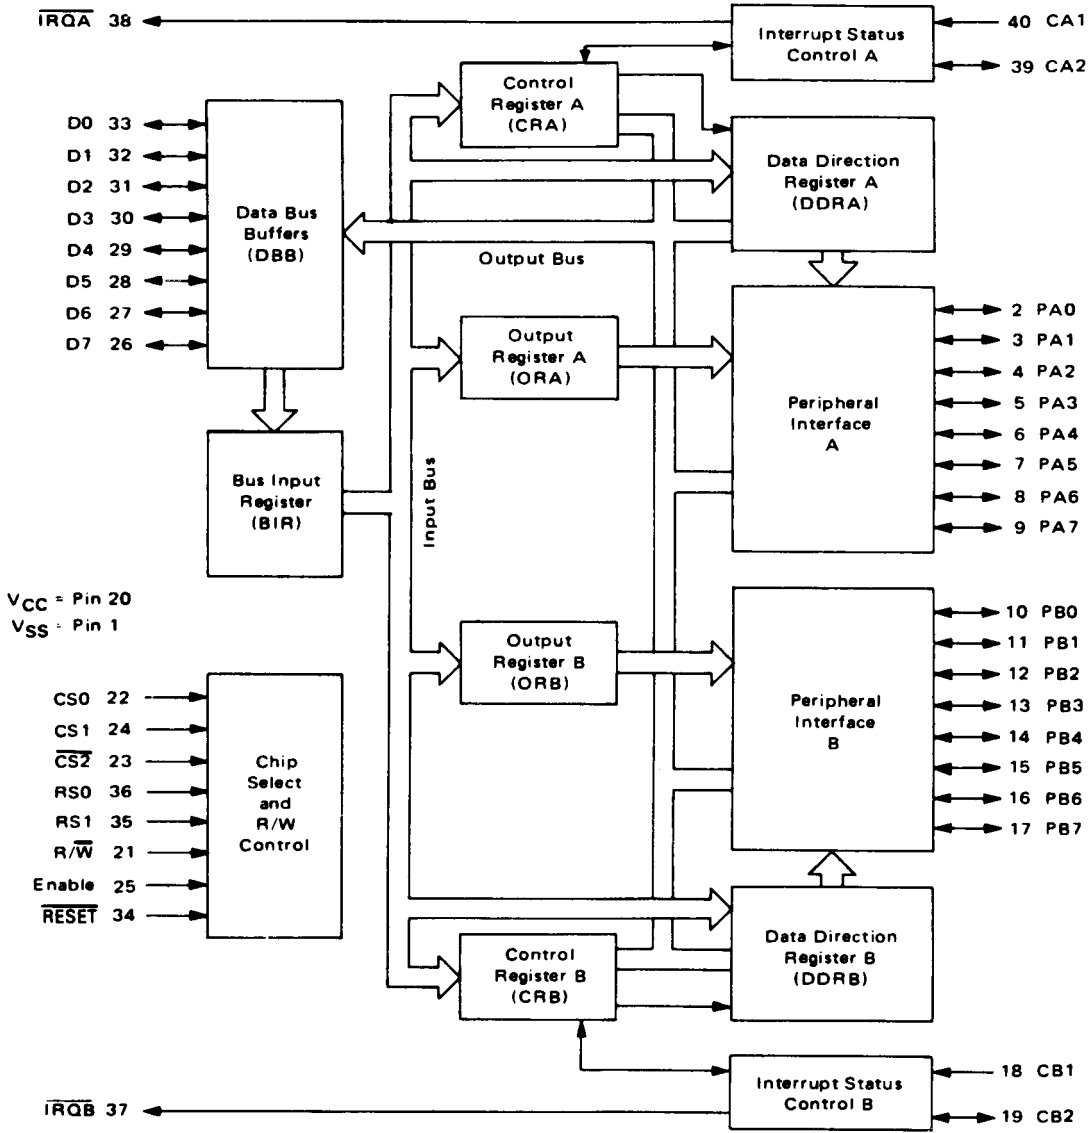 IRQA 38
Interrupt Status
Control A
40 CA1
39 CA2
Control
Register A
(CRA)
D0 33
D1 32
D2 31
D3 30
D4 29
D5 28
D6 27
D7 26
Data Bus
Buffers
(DBB)
Data Direction
Register A
(DDRA)
Output Bus
Output
Register A
(ORA)
Peripheral
Interface
A
2 PA0
3 PA1
4 PA2
5 PA3
6 PA4
7 PA5
8 PA6
9 PA7
Bus Input
Register
(BIR)
Input Bus
VCC = Pin 20
VSS = Pin 1
Output
Register B
(ORB)
Peripheral
Interface
B
10 PB0
11 PB1
12 PB2
13 PB3
14 PB4
15 PB5
16 PB6
17 PB7
CS0 22
CS1 24
CS2 23
RS0 36
RS1 35
R/W 21
Enable 25
RESET 34
Chip
Select
and
R/W
Control
Control
Register B
(CRB)
Data Direction
Register B
(DDRB)
Interrupt Status
Control B
18 CB1
19 CB2
IRQB 37